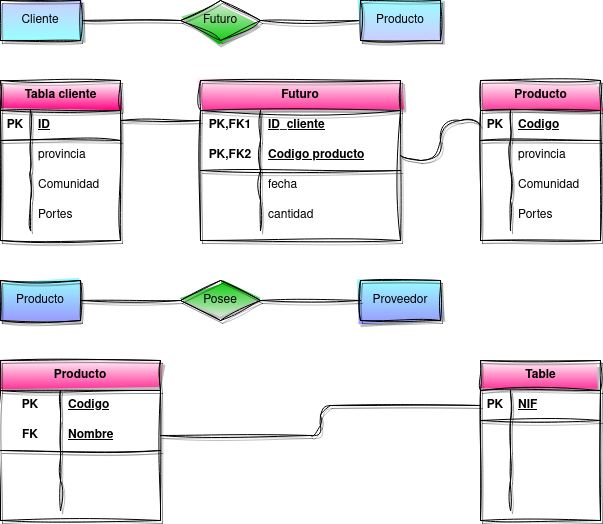 Cliente
Futuro
Producto
Tabla cliente
PK ID
provincia
Comunidad
Portes
Futuro
PK,FK1 ID_cliente
PK,FK2 Codigo producto
fecha
cantidad
Producto
PK Codigo
provincia
Comunidad
Portes
Producto
Posee
Proveedor
Producto
PK Codigo
FK Nombre
Table
PK NIF